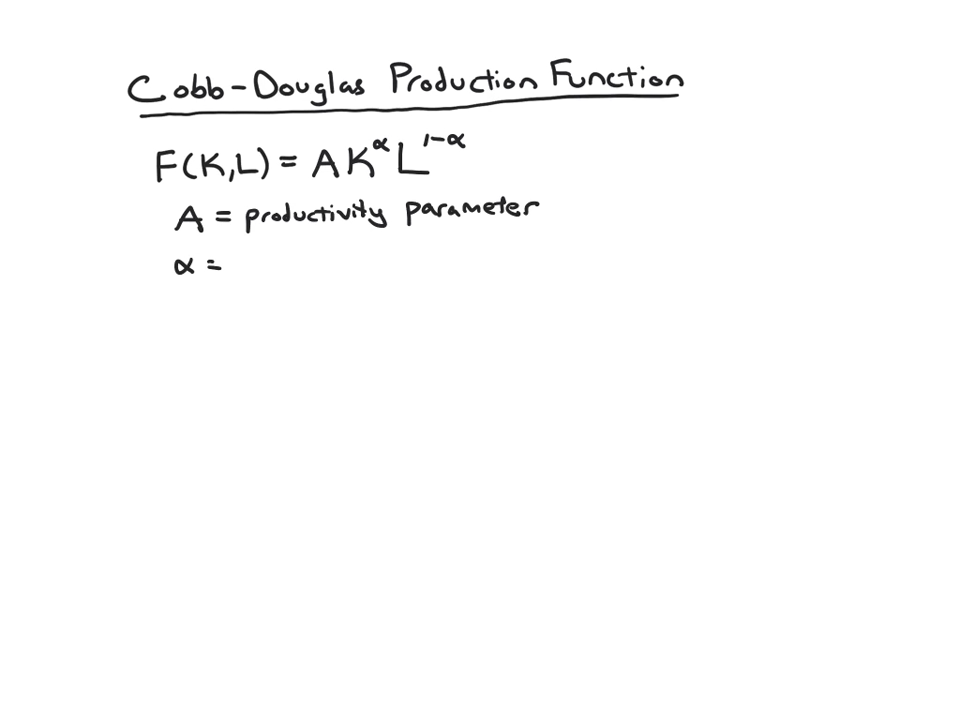 Cobb-Douglas Production Function
F(K,L) = AK^α L^1-α
A = productivity parameter
α =